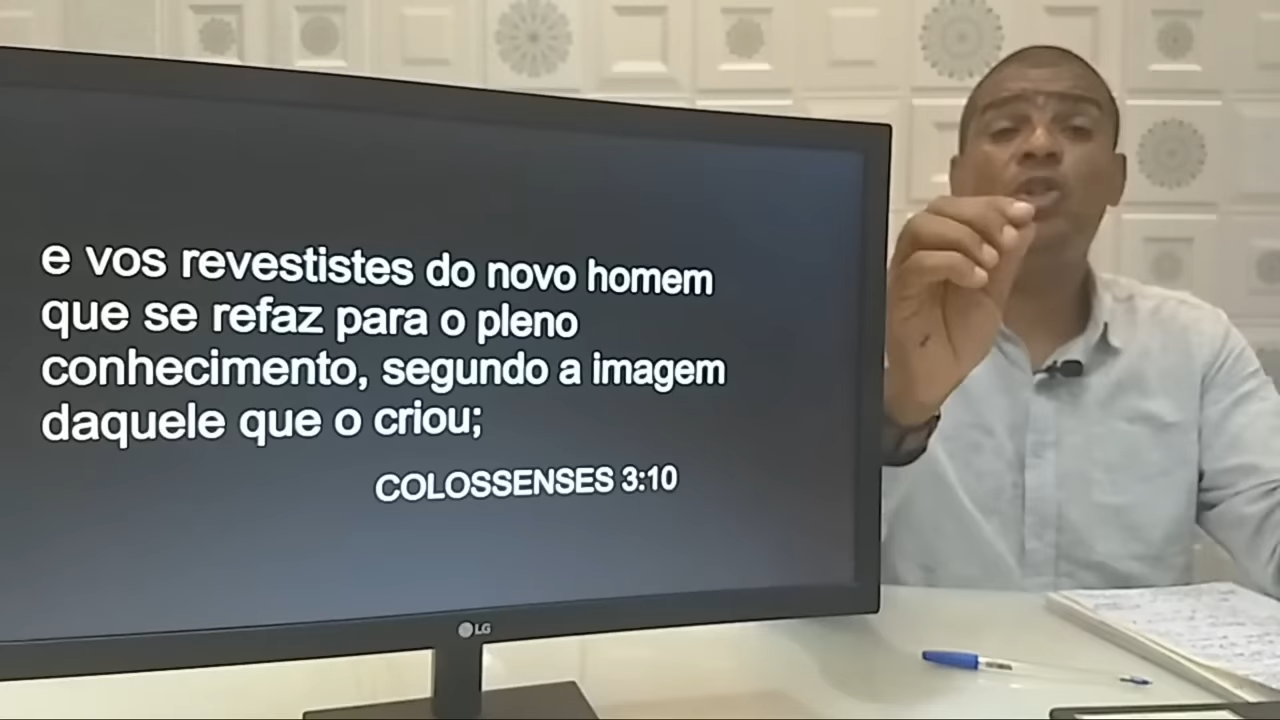 e vos revestistes do novo homem
que se refaz para o pleno
conhecimento, segundo a imagem
daquele que o criou;
COLOSSENSES 3:10
LG